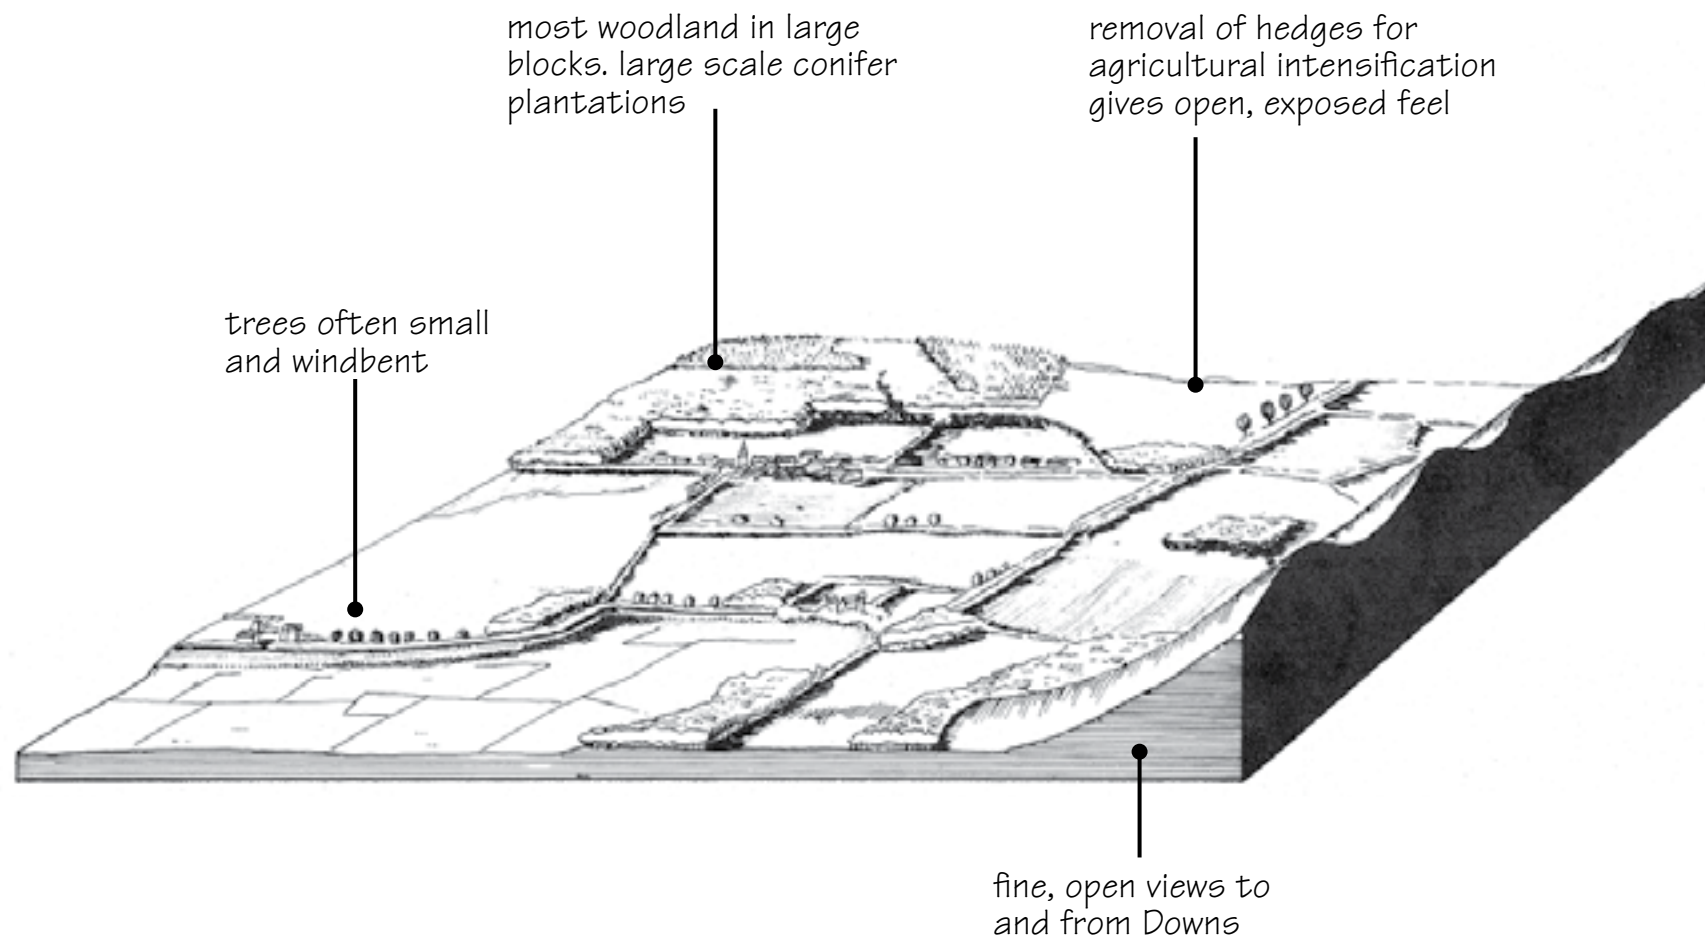 most woodland in large
blocks. large scale conifer
plantations
removal of hedges for
agricultural intensification
gives open, exposed feel
trees often small
and windbent
fine, open views to
and from Downs